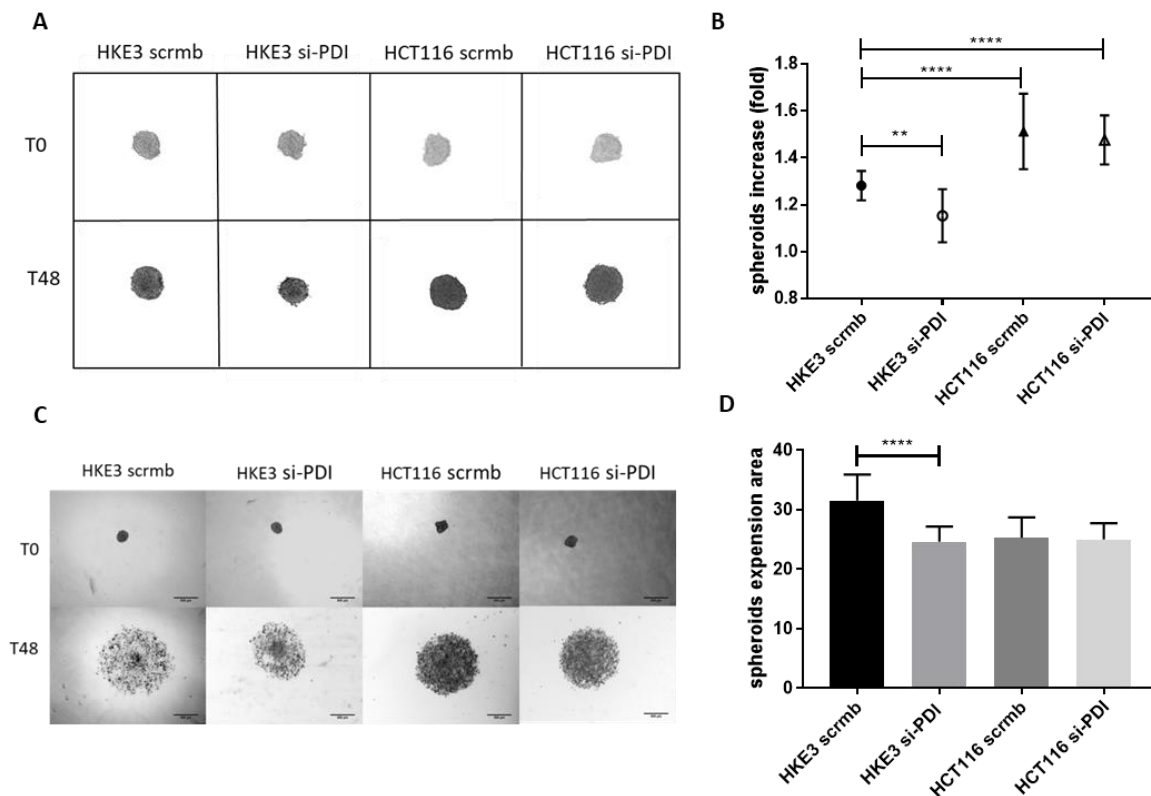 A
HKE3 scrmb HKE3 si-PDI HCT116 scrmb HCT116 si-PDI
T0
T48
B
spheroids increase (fold)
1.8
1.6
1.4
1.2
1.0
0.8
****
****
**
HKE3 scrmb
HKE3 si-PDI
HCT116 scrmb
HCT116 si-PDI
C
HKE3 scrmb HKE3 si-PDI HCT116 scrmb HCT116 si-PDI
T0
T48
D
spheroids expension area
40
30
20
10
0
****
HKE3 scrmb
HKE3 si-PDI
HCT116 scrmb
HCT116 si-PDI